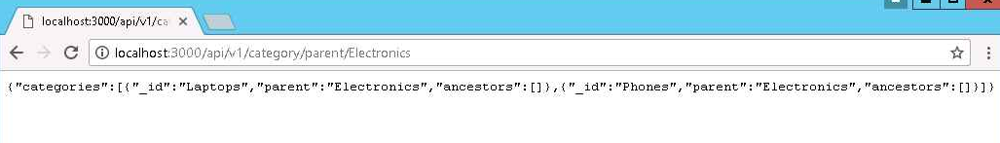 localhost:3000/api/v1/ca
localhost:3000/api/v1/category/parent/Electronics
{"categories":[{"_id":"Laptops","parent":"Electronics","ancestors":[]},{"_id":"Phones","parent":"Electronics","ancestors":[]}]}